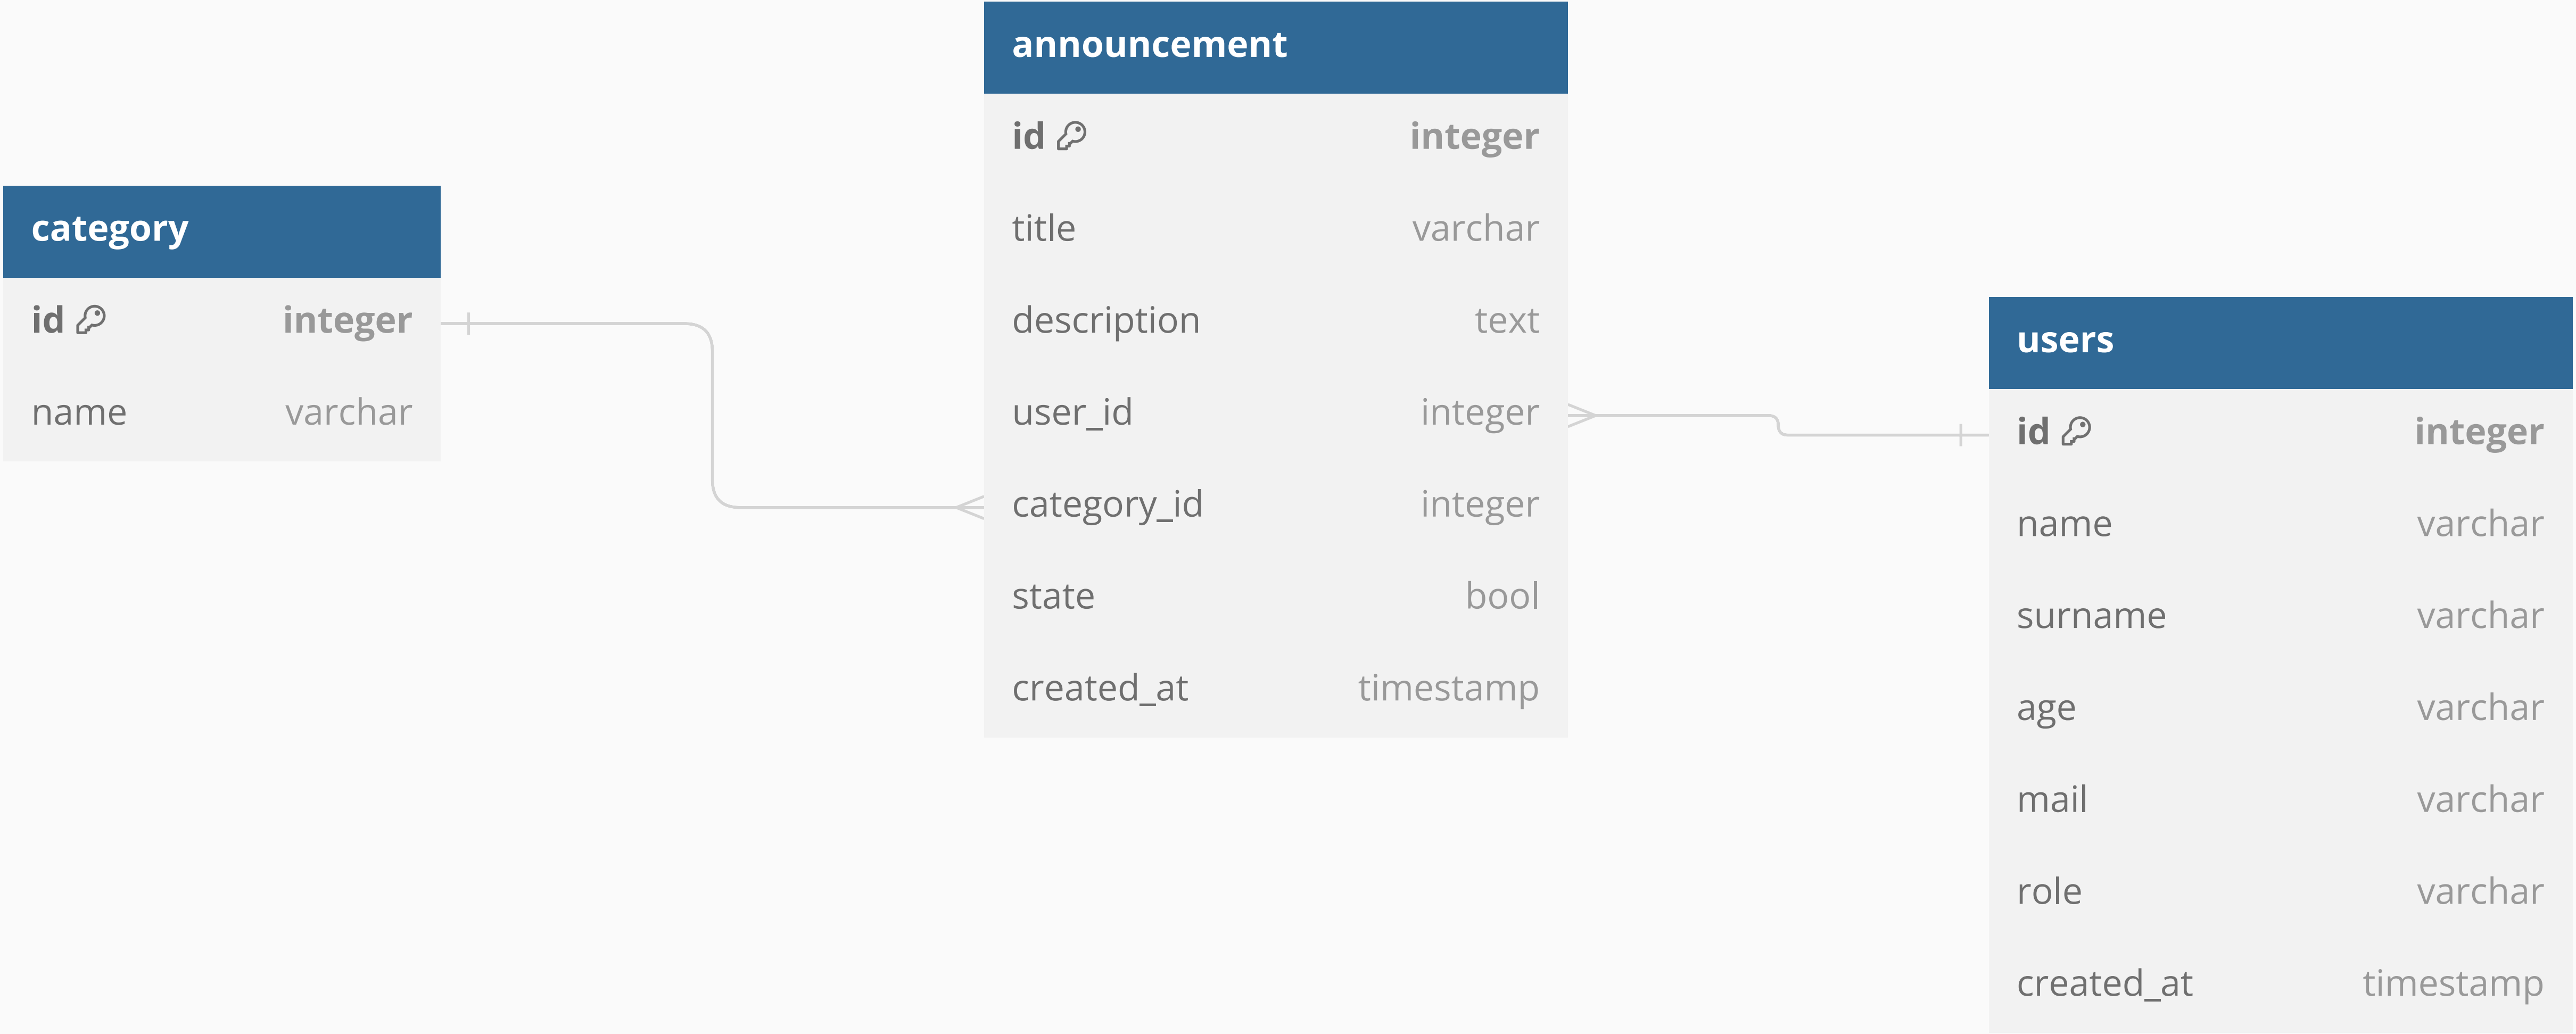 category
id integer
name varchar
announcement
id integer
title varchar
description text
user_id integer
category_id integer
state bool
created_at timestamp
users
id integer
name varchar
surname varchar
age varchar
mail varchar
role varchar
created_at timestamp